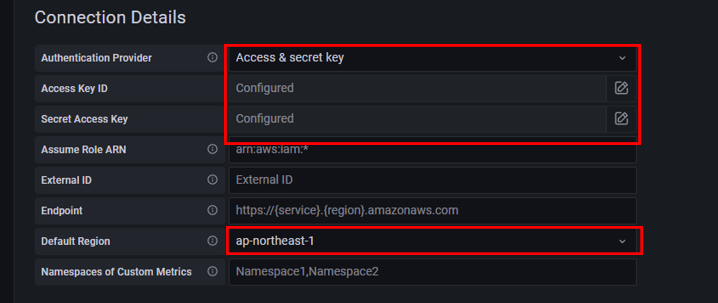 Connection Details
Authentication Provider Access & secret key
Access Key ID Configured
Secret Access Key Configured
Assume Role ARN arn:aws:iam:*
External ID External ID
Endpoint https://{service}.{region}.amazonaws.com
Default Region ap-northeast-1
Namespaces of Custom Metrics Namespace1,Namespace2